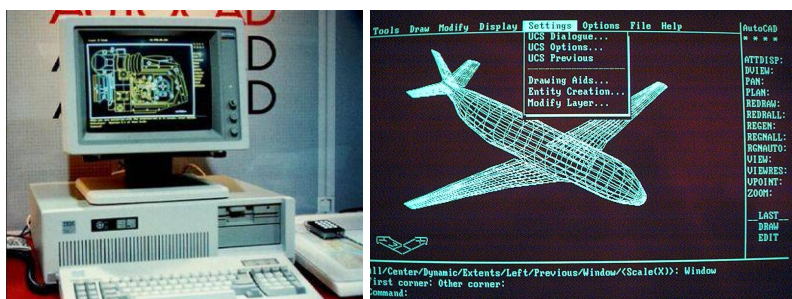 AUTOCAD
Tools Draw Modify Display Settings Options File Help
UCS Dialogue...
UCS Options...
UCS Previous
Drawing Aids...
Entity Creation...
Modify Layer...
AutoCAD
* * * *
ATTDISP:
DVIEW:
PAN:
PLAN:
REDRAW:
REDRALL:
REGEN:
REGNALL:
RGNAUTO:
VIEW:
VIEWRES:
VPOINT:
ZOOM:
__LAST__
DRAW
EDIT
ll/Center/Dynamic/Extents/Left/Previous/Window/<Scale(X)>: Window
First corner: Other corner:
Command: